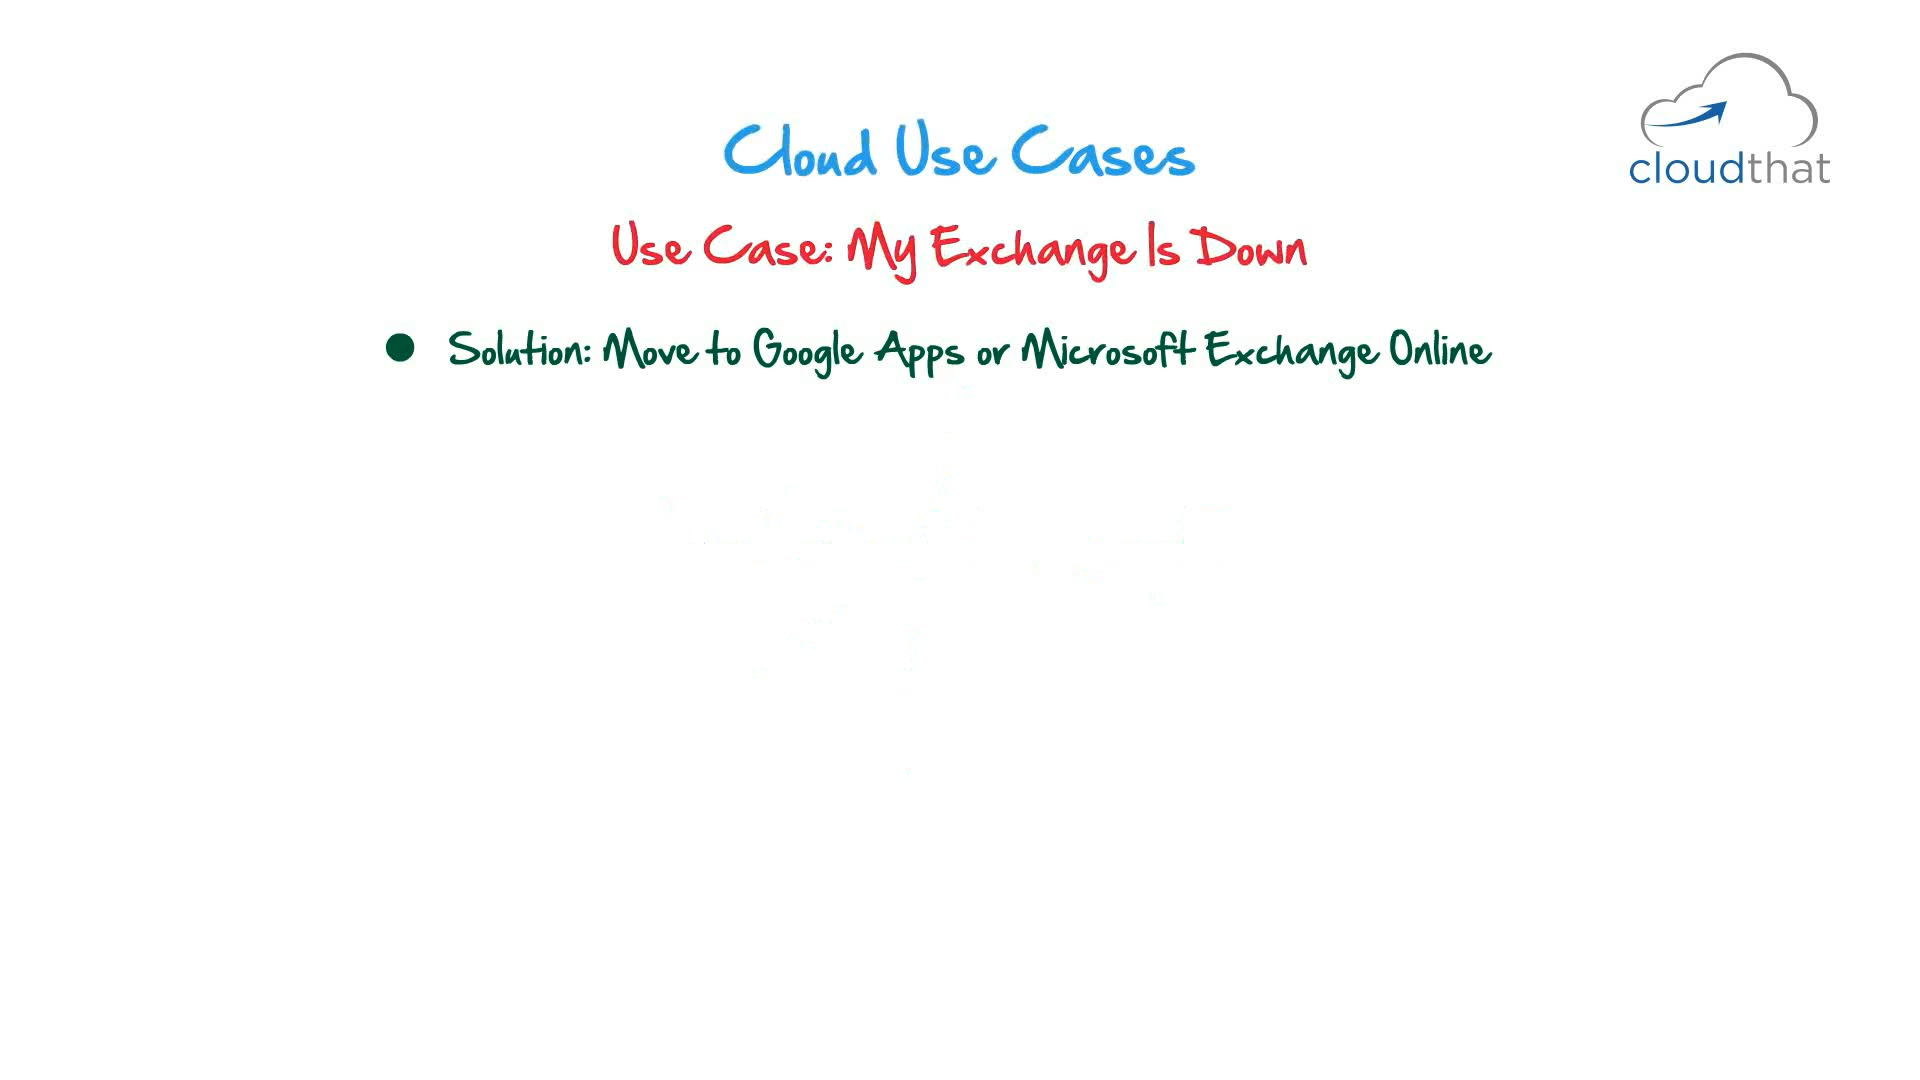 cloudthat
Cloud Use Cases
Use Case: My Exchange Is Down
● Solution: Move to Google Apps or Microsoft Exchange Online